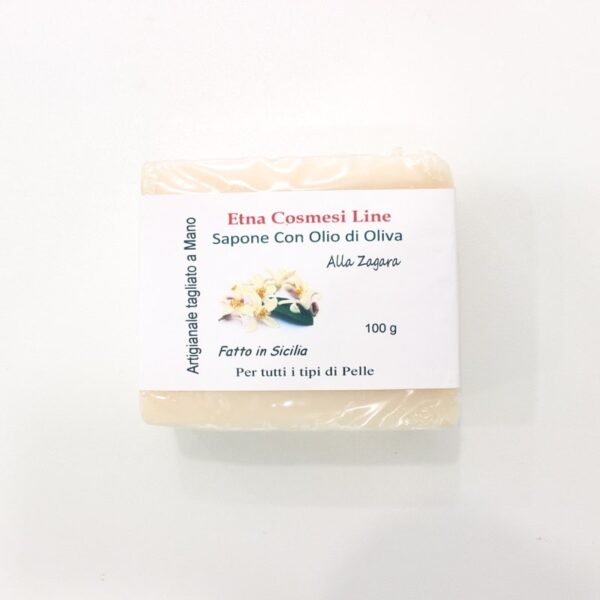 Etna Cosmesi Line
Sapone Con Olio di Oliva
Alla Zagara
100 g
Fatto in Sicilia
Per tutti i tipi di Pelle
Artigianale tagliato a Mano